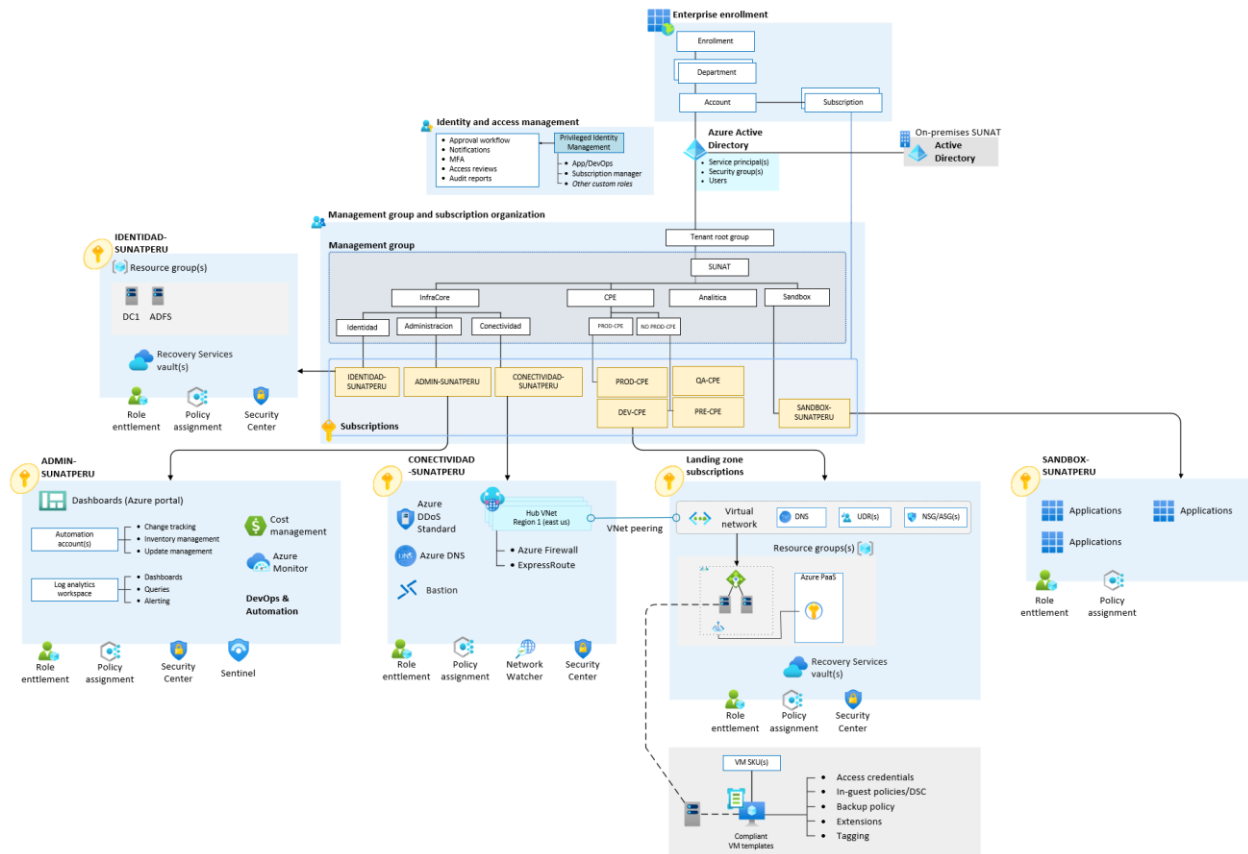 Enterprise enrollment
Enrollment
Department
Account
Subscription
Identity and access management
Approval workflow
Notifications
MFA
Access reviews
Audit reports
Privileged Identity
Management
App/DevOps
Subscription manager
Other custom roles
Azure Active
Directory
Service principal(s)
Security group(s)
Users
On-premises SUNAT
Active
Directory
Management group and subscription organization
Tenant root group
Management group
SUNAT
InfraCore
CPE
Analitica
Sandbox
Identidad
Administracion
Conectividad
PROD-CPE
NO PROD-CPE
IDENTIDAD-
SUNATPERU
ADMIN-SUNATPERU
CONECTIVIDAD-
SUNATPERU
PROD-CPE
QA-CPE
DEV-CPE
PRE-CPE
SANDBOX-
SUNATPERU
Subscriptions
IDENTIDAD-
SUNATPERU
Resource group(s)
DC1
ADFS
Recovery Services
vault(s)
Role
enttlement
Policy
assignment
Security
Center
ADMIN-
SUNATPERU
Dashboards (Azure portal)
Automation
account(s)
Change tracking
Inventory management
Update management
Log analytics
workspace
Dashboards
Queries
Alerting
Cost
management
Azure
Monitor
DevOps &
Automation
Role
enttlement
Policy
assignment
Security
Center
Sentinel
CONECTIVIDAD
-SUNATPERU
Azure
DDoS
Standard
Azure DNS
Bastion
Hub VNet
Region 1 (east us)
Azure Firewall
ExpressRoute
VNet peering
Role
enttlement
Policy
assignment
Network
Watcher
Security
Center
Landing zone
subscriptions
Virtual
network
DNS
UDR(s)
NSG/ASG(s)
Resource groups(s)
Azure PaaS
Recovery Services
vault(s)
Role
enttlement
Policy
assignment
Security
Center
SANDBOX-
SUNATPERU
Applications
Applications
Applications
Role
enttlement
Policy
assignment
VM SKU(s)
Compliant
VM templates
Access credentials
In-guest policies/DSC
Backup policy
Extensions
Tagging